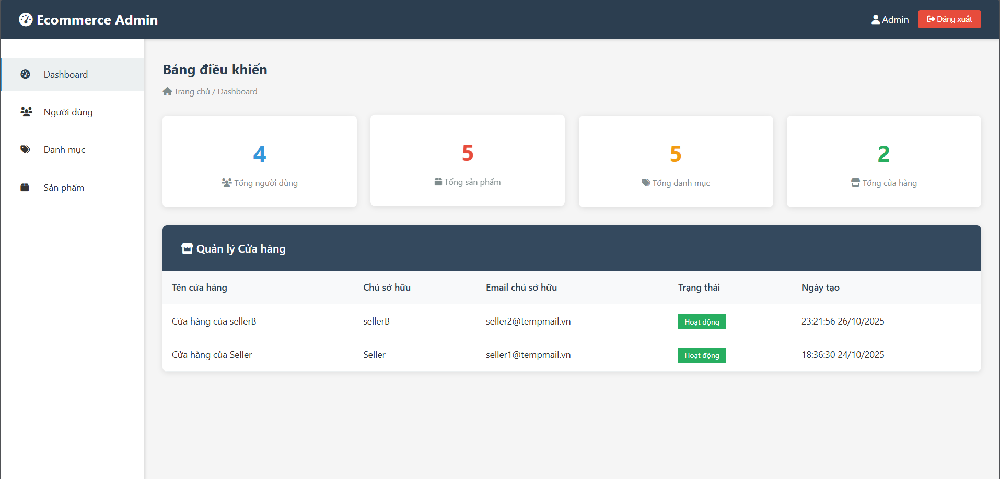 Ecommerce Admin
Admin
Đăng xuất
Dashboard
Người dùng
Danh mục
Sản phẩm
Bảng điều khiển
Trang chủ / Dashboard
4
Tổng người dùng
5
Tổng sản phẩm
5
Tổng danh mục
2
Tổng cửa hàng
Quản lý Cửa hàng
Tên cửa hàng Chủ sở hữu Email chủ sở hữu Trạng thái Ngày tạo
Cửa hàng của sellerB sellerB seller2@tempmail.vn Hoạt động 23:21:56 26/10/2025
Cửa hàng của Seller Seller seller1@tempmail.vn Hoạt động 18:36:30 24/10/2025